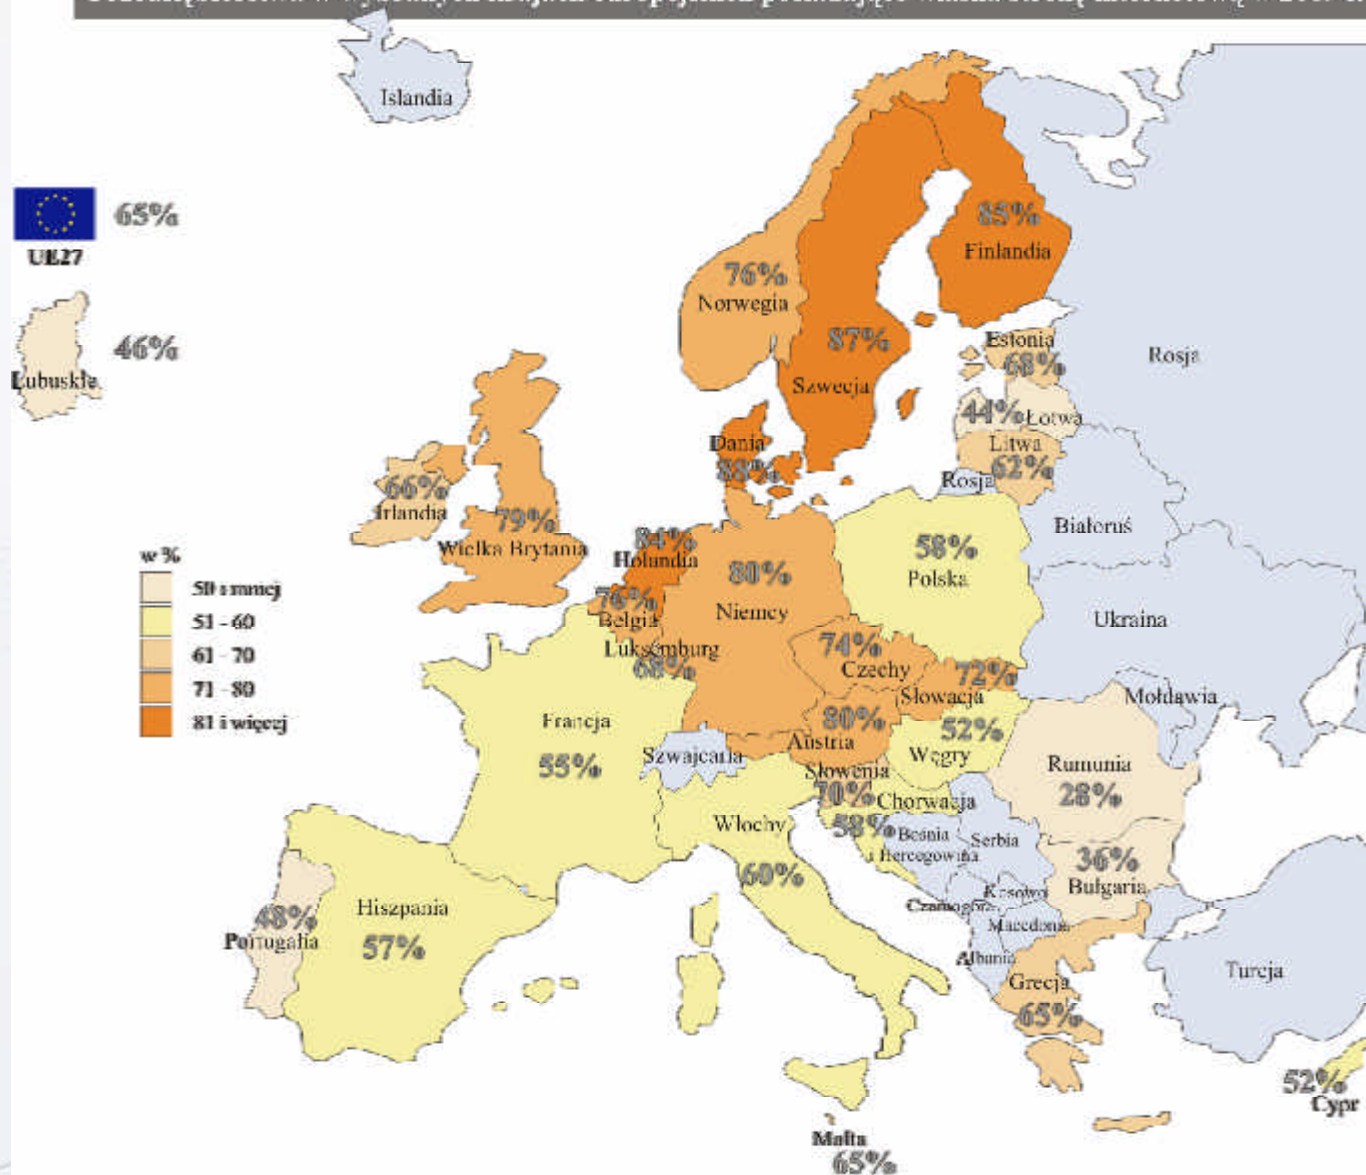 Islandia
65%
UE27
46%
Lubuskie
85%
Finlandia
76%
Norwegia
87%
Szwecja
Estonia
68%
Rosja
44% Łotwa
Litwa
62%
Rosja
Dania
88%
66%
Irlandia
79%
Wielka Brytania
84%
Holandia
80%
Niemcy
76%
Belgia
Luksemburg
68%
58%
Polska
Białoruś
Ukraina
w %
50 i mniej
51 - 60
61 - 70
71 - 80
81 i więcej
74%
Czechy
72%
Słowacja
Mołdawia
Francja
55%
Szwajcaria
80%
Austria
52%
Węgry
Słowenia
70%
Chorwacja
58%
Rumunia
28%
Włochy
60%
Bośnia
i Hercegowina
Serbia
36%
Bułgaria
Kosowo
Czarnogóra
Macedonia
Albania
Grecja
65%
Turcja
48%
Portugalia
Hiszpania
57%
52%
Cypr
Malta
65%